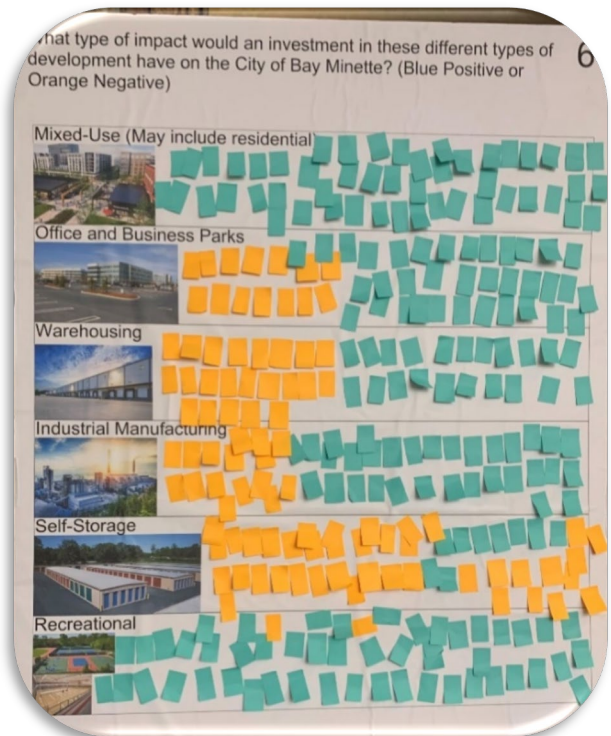 What type of impact would an investment in these different types of
development have on the City of Bay Minette? (Blue Positive or
Orange Negative)
6
Mixed-Use (May include residential)
Office and Business Parks
Warehousing
Industrial Manufacturing
Self-Storage
Recreational